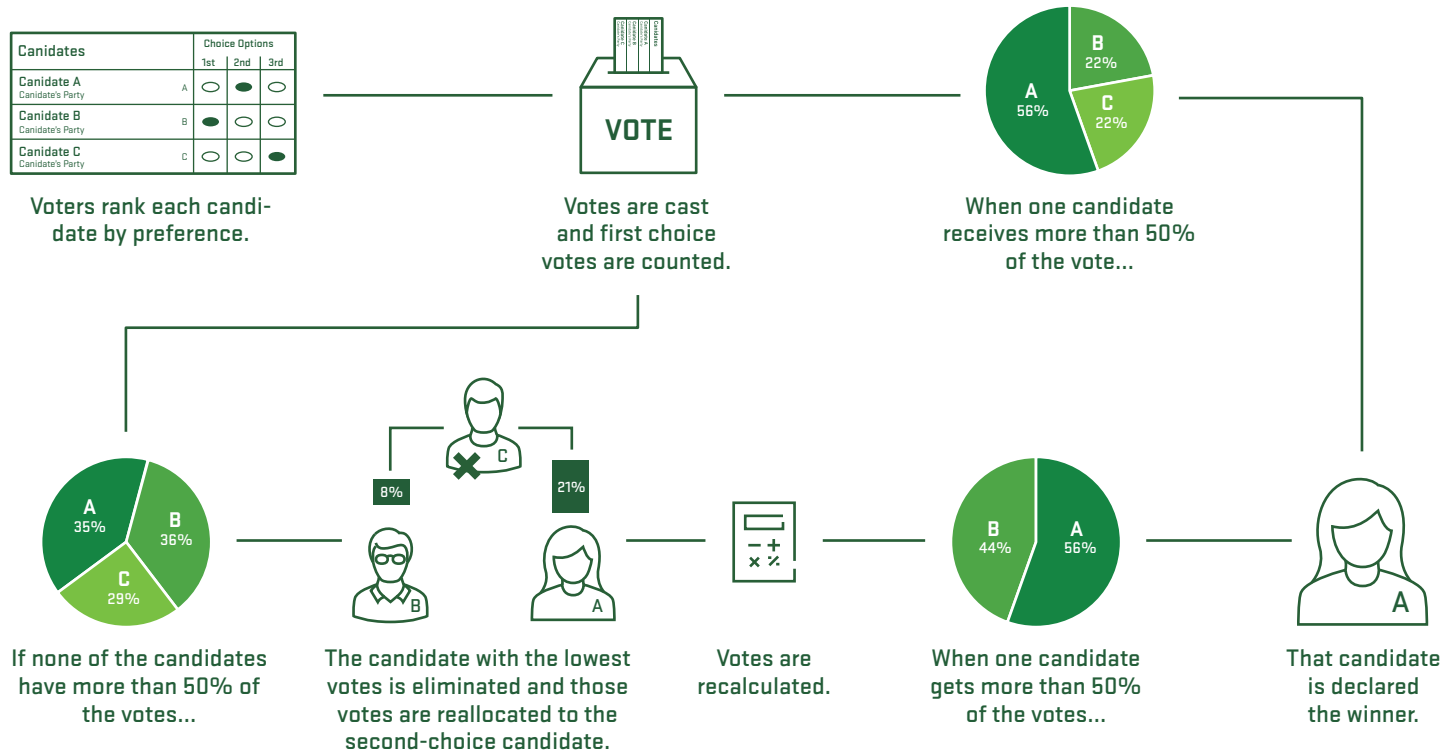 Canidates
Choice Options
1st 2nd 3rd
Canidate A
Canidate's Party
A
Canidate B
Canidate's Party
B
Canidate C
Canidate's Party
C
Voters rank each candi-
date by preference.
VOTE
Votes are cast
and first choice
votes are counted.
B
22%
A
56%
C
22%
When one candidate
receives more than 50%
of the vote...
A
35%
B
36%
C
29%
If none of the candidates
have more than 50% of
the votes...
C
8%
21%
B
A
The candidate with the lowest
votes is eliminated and those
votes are reallocated to the
second-choice candidate.
Votes are
recalculated.
B
44%
A
56%
When one candidate
gets more than 50%
of the votes...
A
That candidate
is declared
the winner.